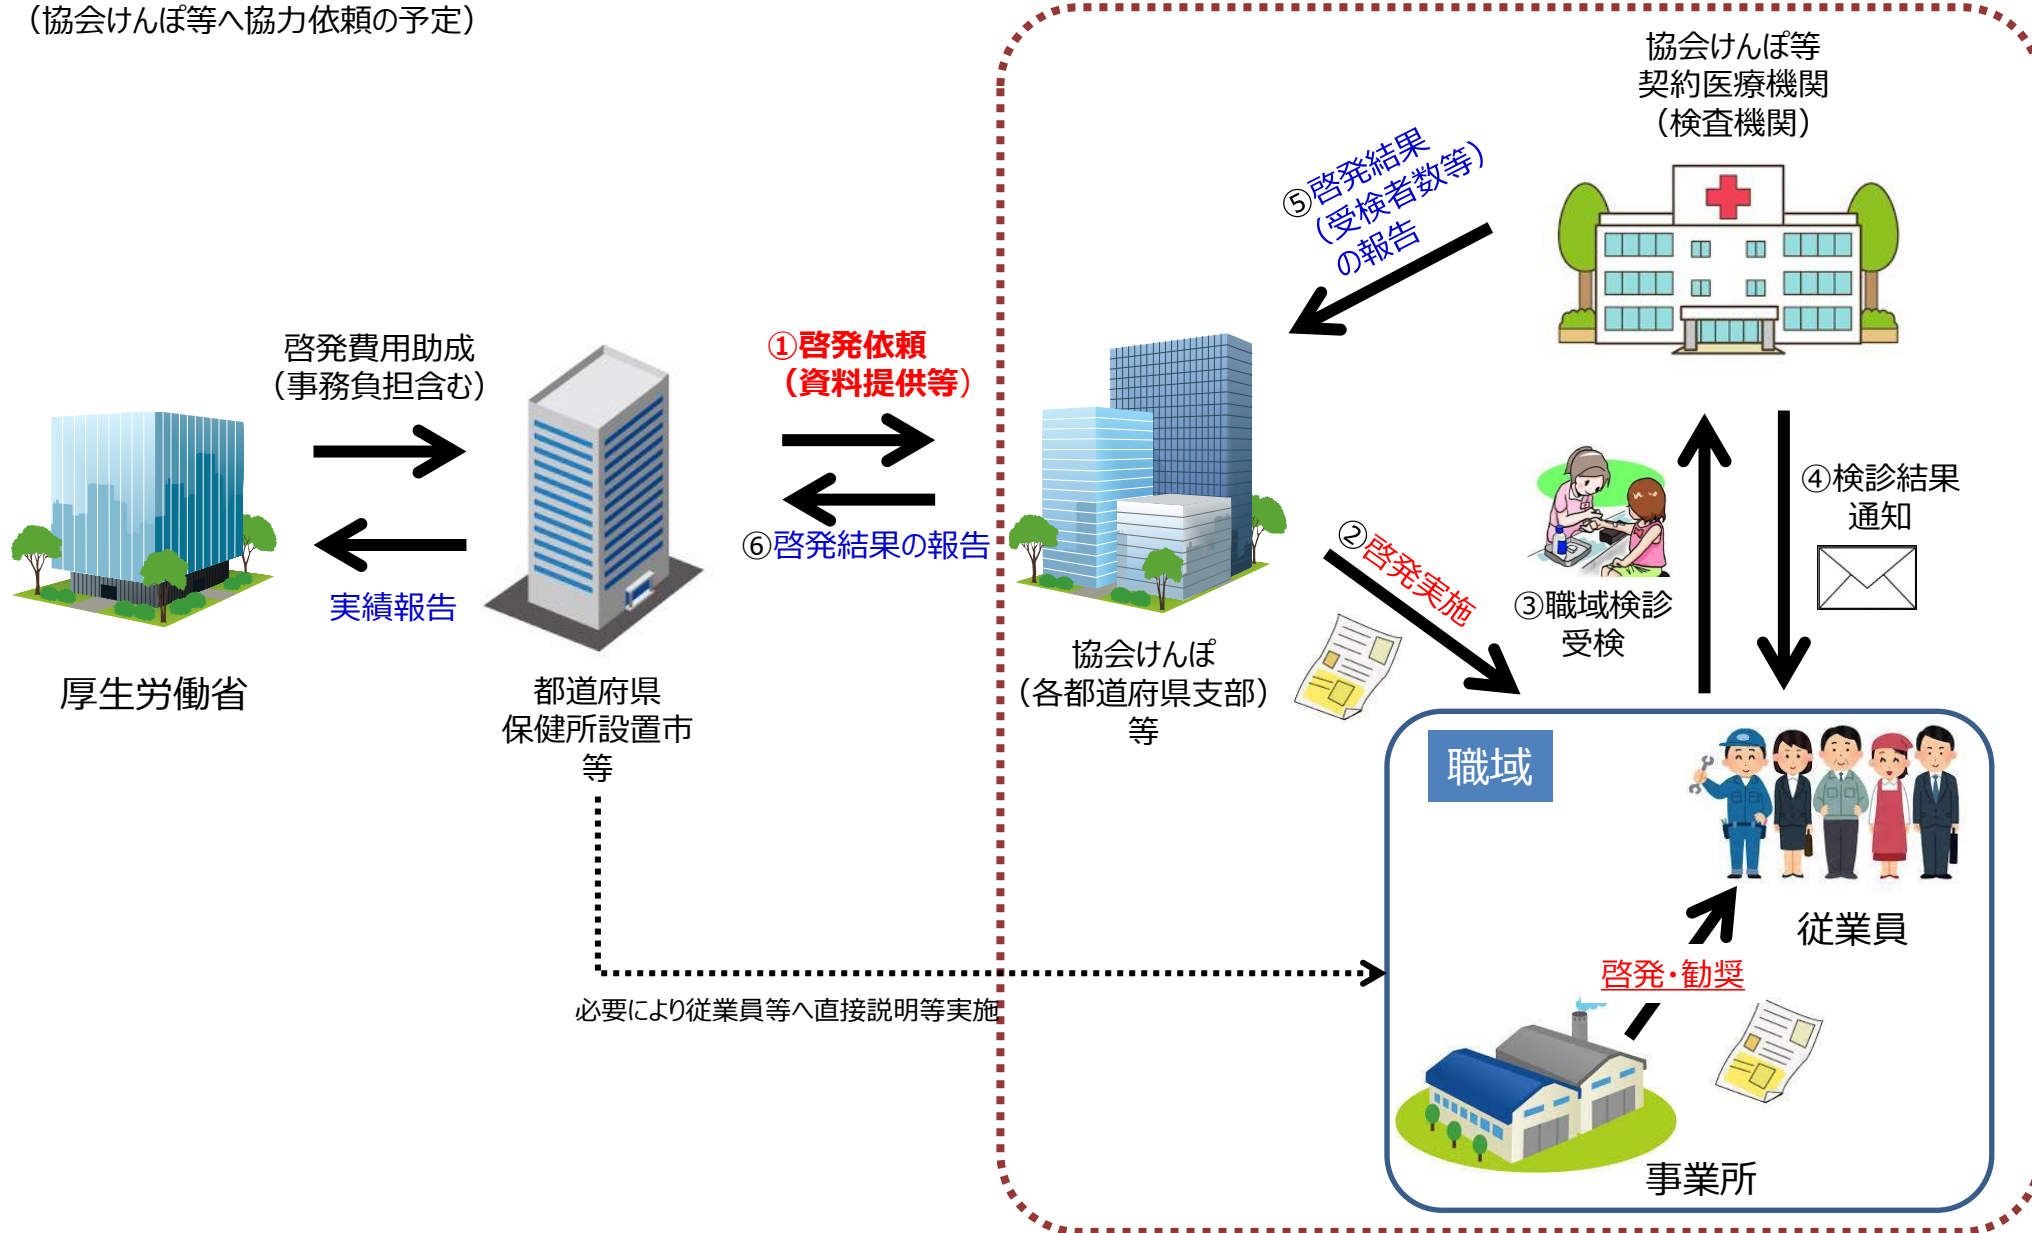 （協会けんぽ等へ協力依頼の予定）
協会けんぽ等
契約医療機関
（検査機関）
⑤啓発結果
（受検者数等）
の報告
啓発費用助成
（事務負担含む）
①啓発依頼
（資料提供等）
④検診結果
通知
②啓発実施
⑥啓発結果の報告
実績報告
③職域検診
受検
厚生労働省
都道府県
保健所設置市
等
協会けんぽ
（各都道府県支部）
等
職域
従業員
啓発・勧奨
必要により従業員等へ直接説明等実施
事業所